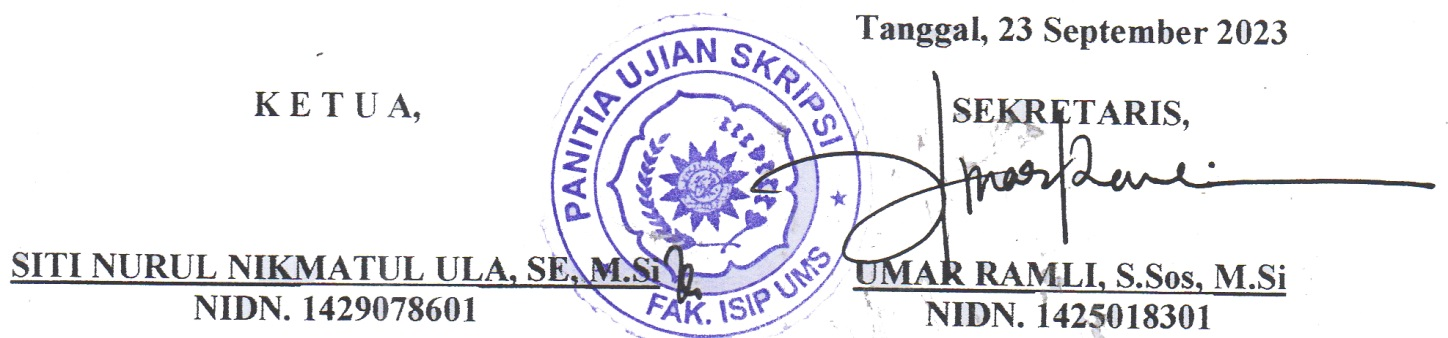 Tanggal, 23 September 2023
K E T U A,
SEKRETARIS,
PANITIA UJIAN SKRIPSI
FAK. ISIP UMS
SITI NURUL NIKMATUL ULA, SE, M.Si
NIDN. 1429078601
UMAR RAMLI, S.Sos, M.Si
NIDN. 1425018301